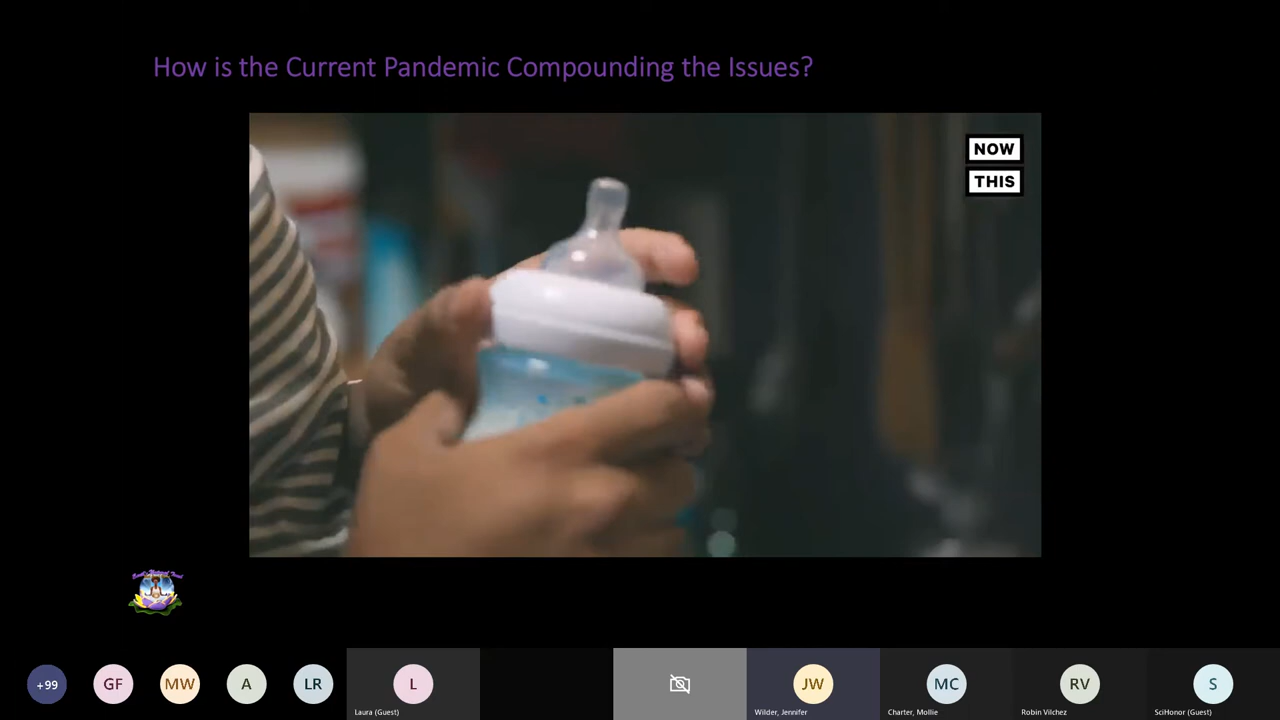 How is the Current Pandemic Compounding the Issues?
NOW
THIS
+99
GF
MW
A
LR
L
JW
MC
RV
S
Laura (Guest)
Wilder, Jennifer
Charter, Mollie
Robin Vilchez
SciHonor (Guest)